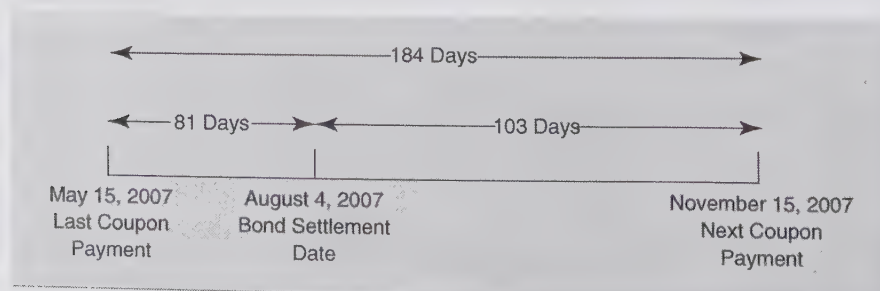 184 Days
81 Days
103 Days
May 15, 2007
Last Coupon
Payment
August 4, 2007
Bond Settlement
Date
November 15, 2007
Next Coupon
Payment